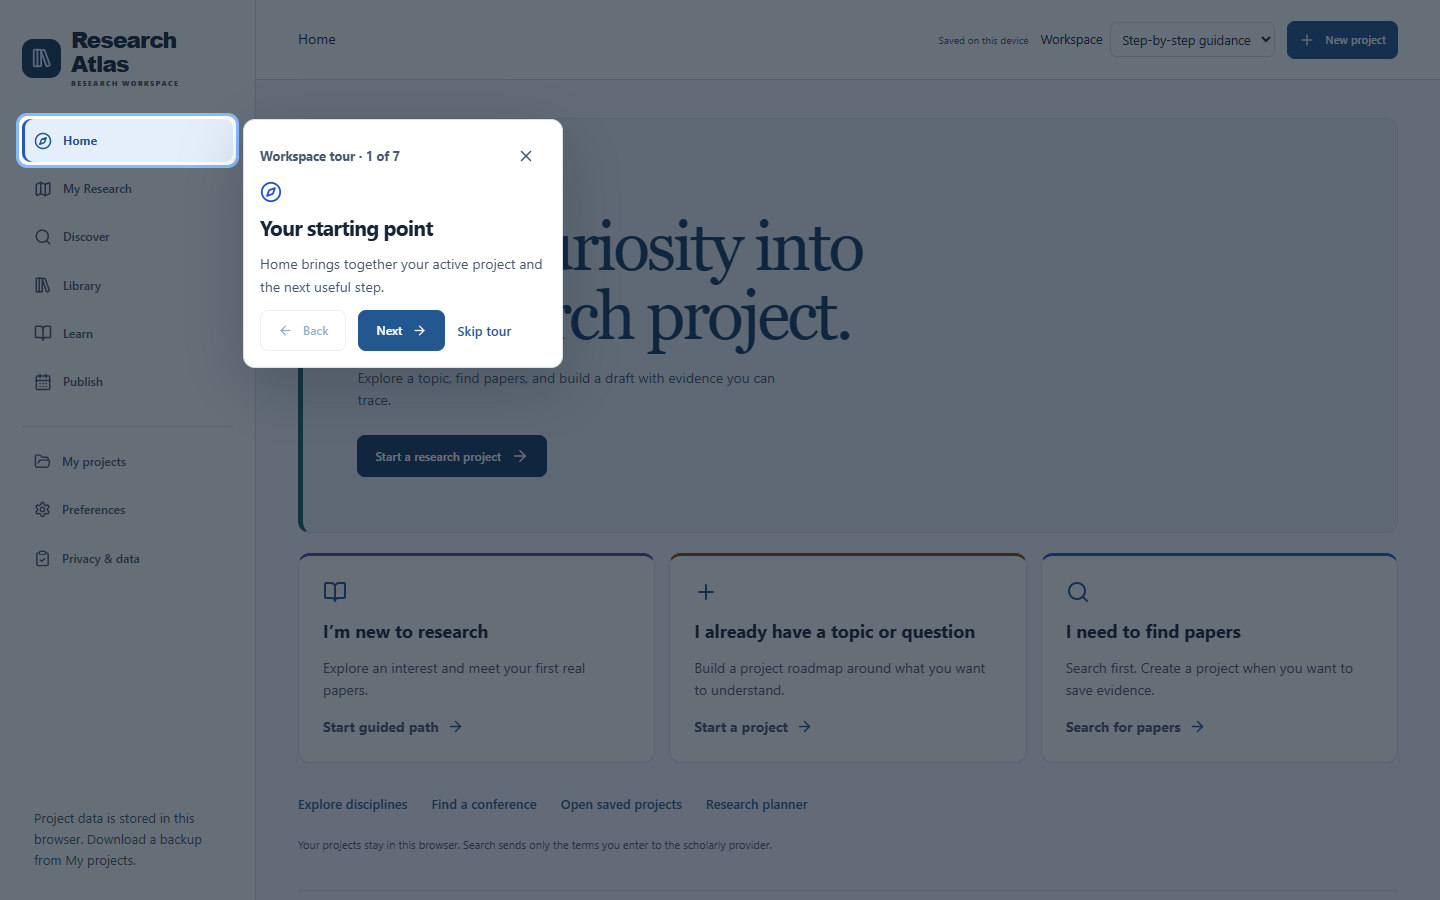 Research
Atlas
RESEARCH WORKSPACE
Home
My Research
Discover
Library
Learn
Publish
My projects
Preferences
Privacy & data
Project data is stored in this
browser. Download a backup
from My projects.
Home
Saved on this device
Workspace
Step-by-step guidance
New project
Workspace tour · 1 of 7
Your starting point
Home brings together your active project and
the next useful step.
Back
Next
Skip tour
into
project.
Explore a topic, find papers, and build a draft with evidence you can
trace.
Start a research project
I’m new to research
Explore an interest and meet your first real
papers.
Start guided path
I already have a topic or question
Build a project roadmap around what you want
to understand.
Start a project
I need to find papers
Search first. Create a project when you want to
save evidence.
Search for papers
Explore disciplines
Find a conference
Open saved projects
Research planner
Your projects stay in this browser. Search sends only the terms you enter to the scholarly provider.